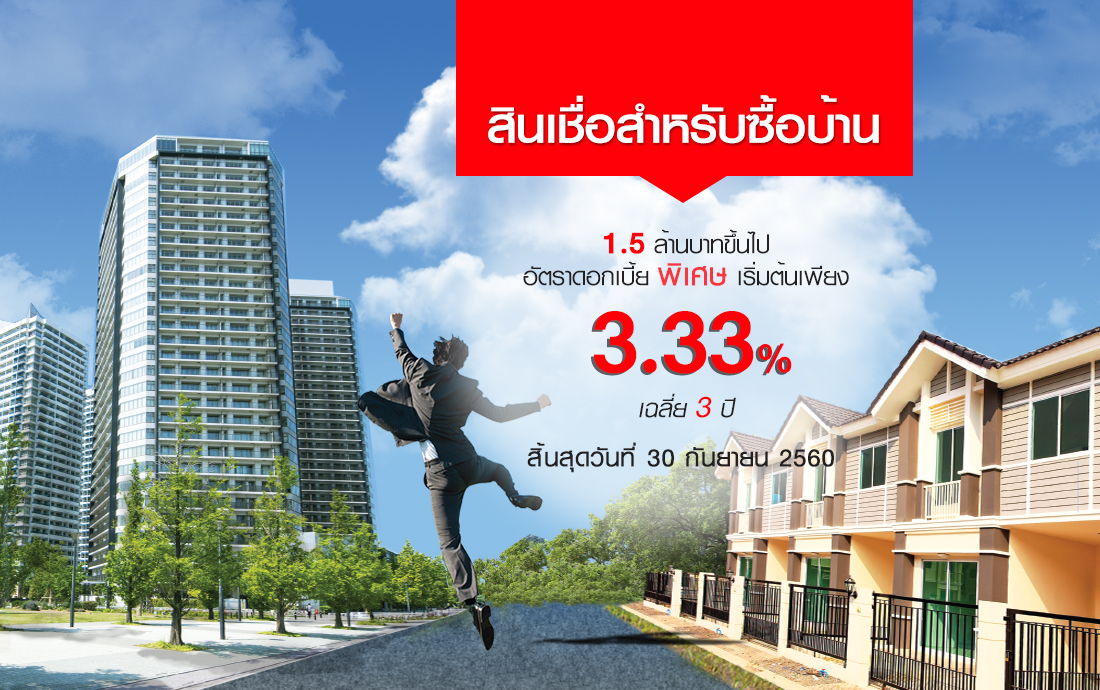 สินเชื่อสำหรับซื้อบ้าน
1.5 ล้านบาทขึ้นไป
อัตราดอกเบี้ย พิเศษ เริ่มต้นเพียง
3.33%
เฉลี่ย 3 ปี
สิ้นสุดวันที่ 30 กันยายน 2560